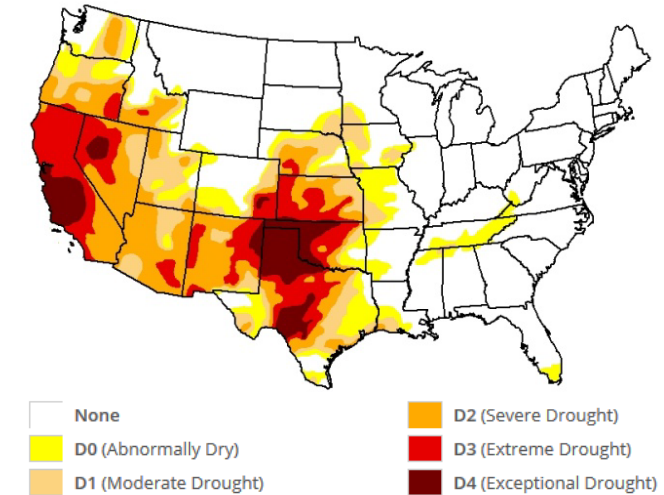 None
D0 (Abnormally Dry)
D1 (Moderate Drought)
D2 (Severe Drought)
D3 (Extreme Drought)
D4 (Exceptional Drought)